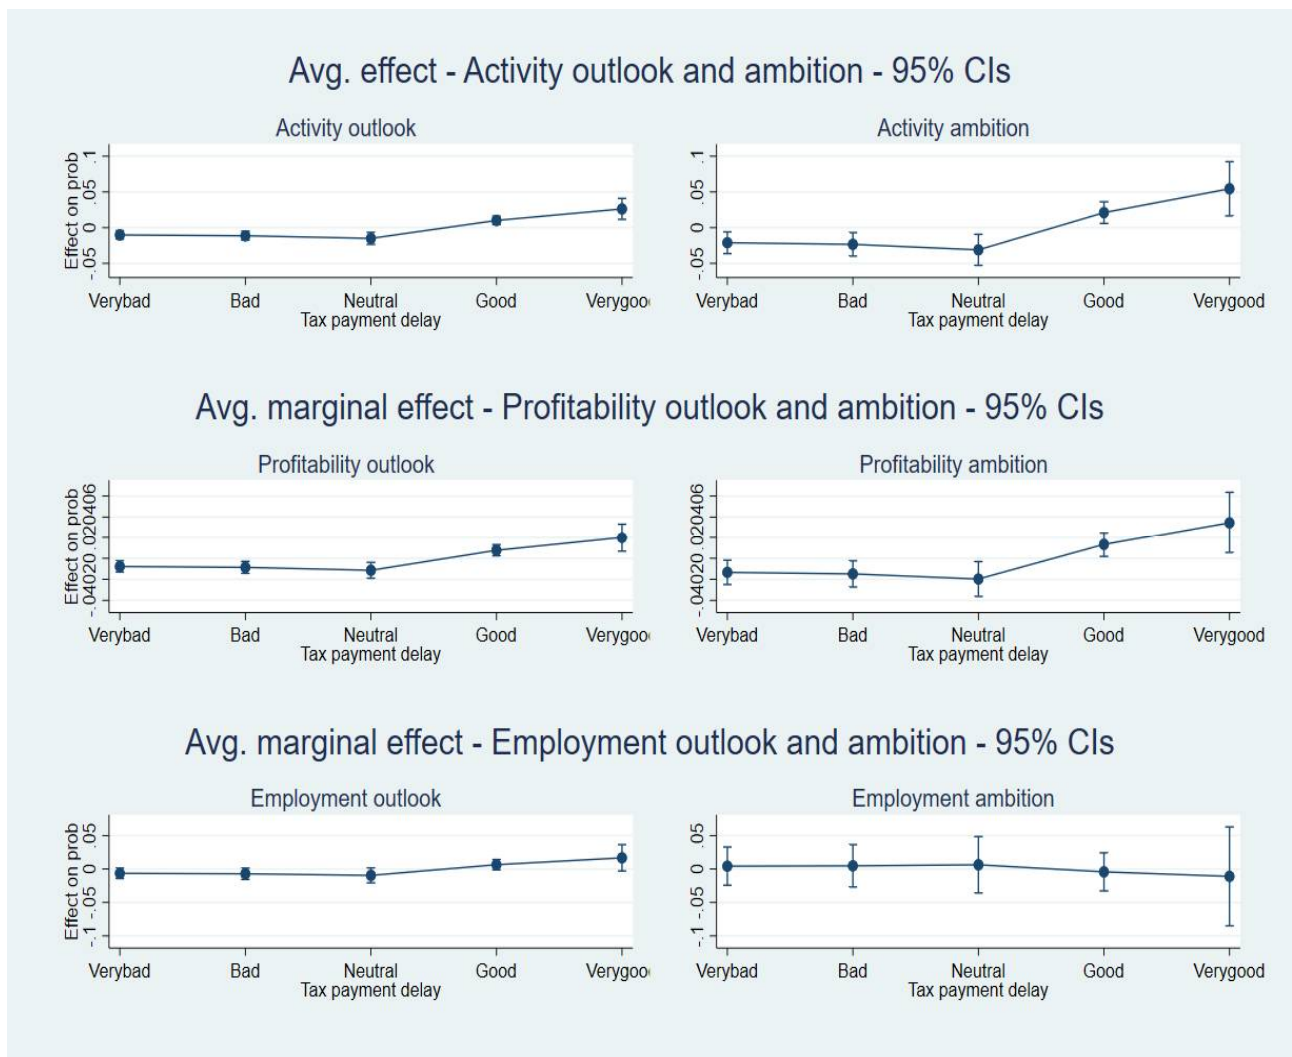 Avg. effect - Activity outlook and ambition - 95% CIs
Activity outlook
Effect on prob
-.05 0 .05 .1
Verybad Bad Neutral Good Verygoo
Tax payment delay
Activity ambition
-.05 0 .05 .1
Verybad Bad Neutral Good Verygood
Tax payment delay
Avg. marginal effect - Profitability outlook and ambition - 95% CIs
Profitability outlook
Effect on prob
-.04020 .020406
Verybad Bad Neutral Good Verygoo
Tax payment delay
Profitability ambition
-.04020 .020406
Verybad Bad Neutral Good Verygood
Tax payment delay
Avg. marginal effect - Employment outlook and ambition - 95% CIs
Employment outlook
Effect on prob
-.1 -.05 0 .05
Verybad Bad Neutral Good Verygoo
Tax payment delay
Employment ambition
-.1 -.05 0 .05
Verybad Bad Neutral Good Verygood
Tax payment delay